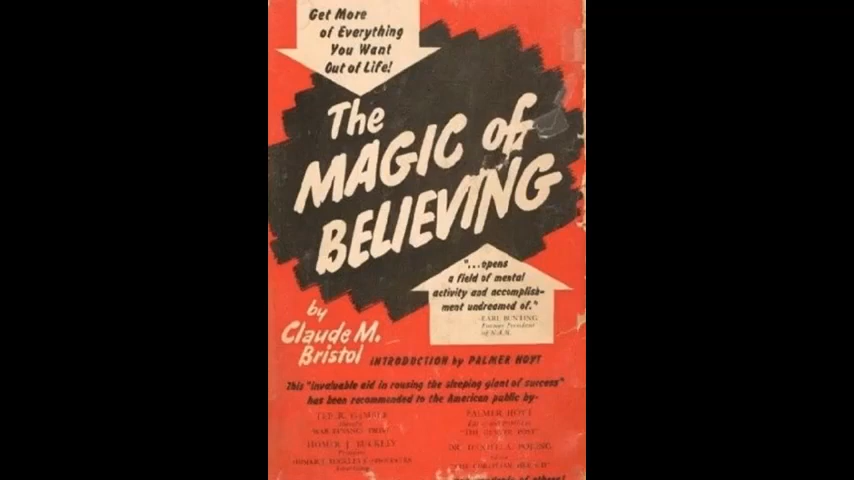 Get More
of Everything
You Want
Out of Life!
The
MAGIC of
BELIEVING
"...opens
a field of mental
activity and accomplish-
ment undreamed of."
-EARL BUNTING
Former President
of N.A.M.
by
Claude M.
Bristol
INTRODUCTION by PALMER HOYT
This "invaluable aid in rousing the sleeping giant of success"
has been recommended to the American public by-
PALMER HOYT
"THE DENVER POST"
HOMER J. BUCKLEY